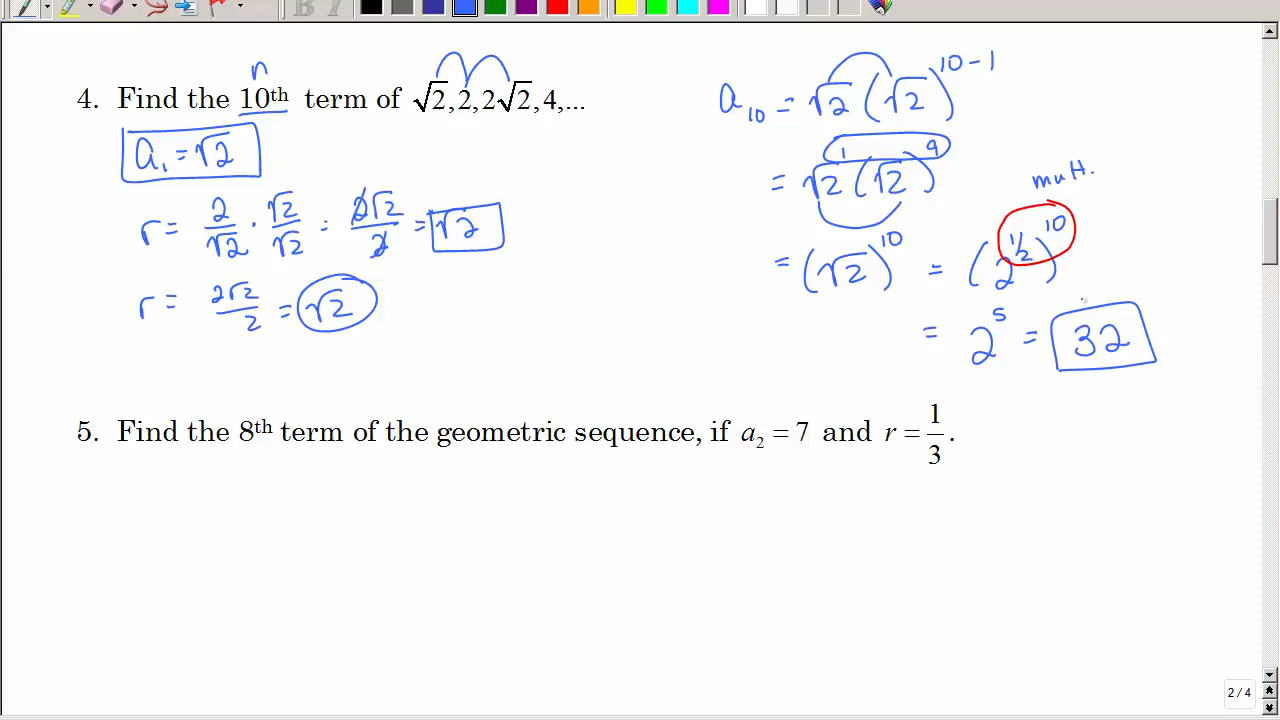 4. Find the 10th term of √2, 2, 2√2, 4,...
n
a₁ = √2
r = 2/√2 · √2/√2 = 2√2/2 = √2
r = 2√2/2 = √2
a₁₀ = √2 (√2)^(10-1)
= √2¹ (√2)⁹
mult.
= (√2)¹⁰ = (2^(1/2))¹⁰
= 2⁵ = 32
5. Find the 8th term of the geometric sequence, if a₂ = 7 and r = 1/3.
2 / 4